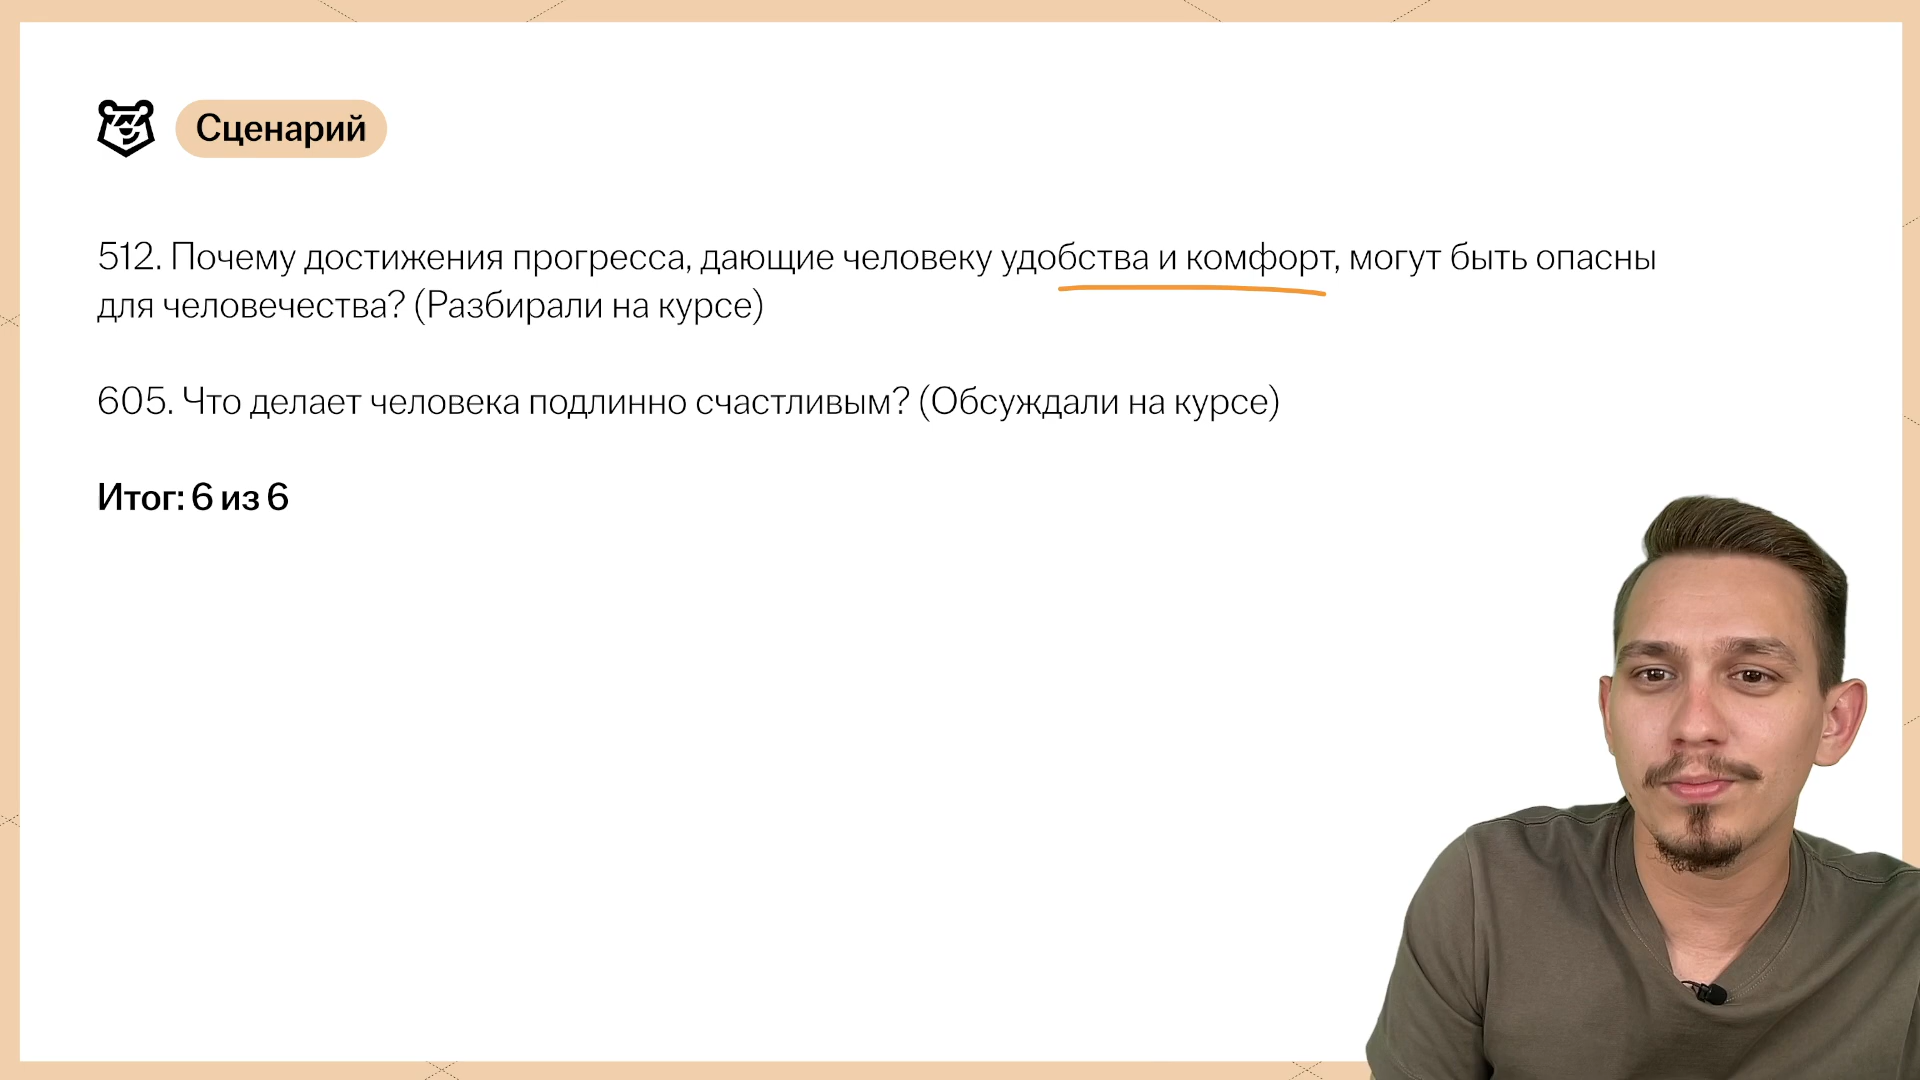 Сценарий
512. Почему достижения прогресса, дающие человеку удобства и комфорт, могут быть опасны
для человечества? (Разбирали на курсе)
605. Что делает человека подлинно счастливым? (Обсуждали на курсе)
Итог: 6 из 6